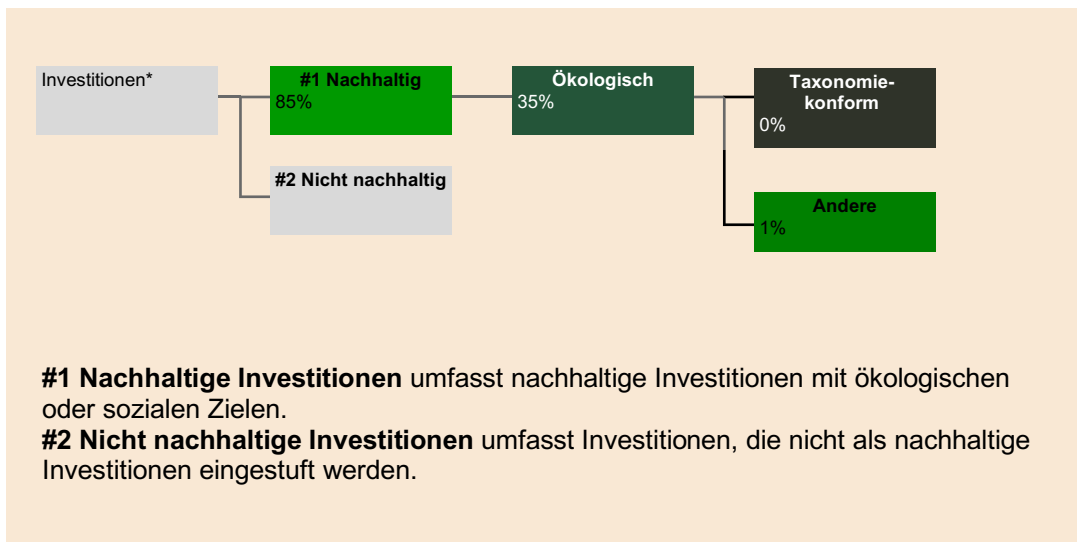 Investitionen*
#1 Nachhaltig
85%
Ökologisch
35%
Taxonomie-
konform
0%
#2 Nicht nachhaltig
Andere
1%
#1 Nachhaltige Investitionen umfasst nachhaltige Investitionen mit ökologischen
oder sozialen Zielen.
#2 Nicht nachhaltige Investitionen umfasst Investitionen, die nicht als nachhaltige
Investitionen eingestuft werden.